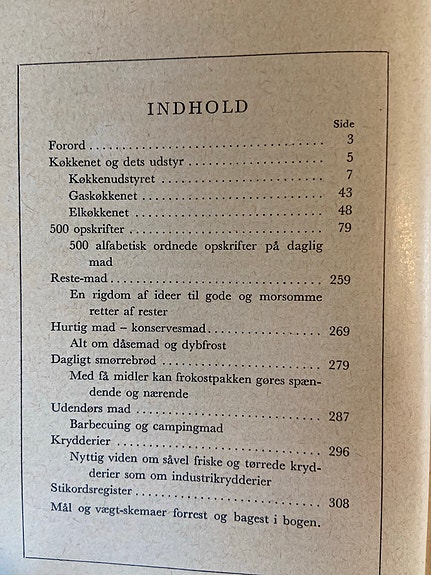 INDHOLD
Side
Forord . . . . . . . . . . . . . . . . . . . . . . . . . . . . . . . . 3
Køkkenet og dets udstyr . . . . . . . . . . . . . . . . . . 5
Køkkenudstyret . . . . . . . . . . . . . . . . . . . . . 7
Gaskøkkenet . . . . . . . . . . . . . . . . . . . . . . . . 43
Elkøkkenet . . . . . . . . . . . . . . . . . . . . . . . . . 48
500 opskrifter . . . . . . . . . . . . . . . . . . . . . . . . . . 79
500 alfabetisk ordnede opskrifter på daglig
mad
Reste-mad . . . . . . . . . . . . . . . . . . . . . . . . . . . . 259
En rigdom af ideer til gode og morsomme
retter af rester
Hurtig mad – konservesmad . . . . . . . . . . . . . . . 269
Alt om dåsemad og dybfrost
Dagligt smørrebrød . . . . . . . . . . . . . . . . . . . . . . 279
Med få midler kan frokostpakken gøres spæn-
dende og nærende
Udendørs mad . . . . . . . . . . . . . . . . . . . . . . . . . 287
Barbecuing og campingmad
Krydderier . . . . . . . . . . . . . . . . . . . . . . . . . . . . 296
Nyttig viden om såvel friske og tørrede kryd-
derier som om industrikrydderier
Stikordsregister . . . . . . . . . . . . . . . . . . . . . . . . . 308
Mål og vægt-skemaer forrest og bagest i bogen.